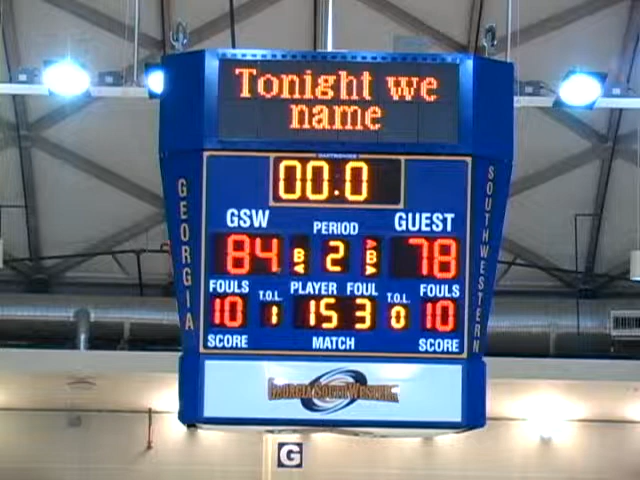 Tonight we
name
DAKTRONICS
00.0
GSW PERIOD GUEST
84 B 2 B 78
FOULS PLAYER FOUL FOULS
T.O.L. T.O.L.
10 1 15 3 0 10
SCORE MATCH SCORE
GEORGIA
SOUTHWESTERN
GEORGIA SOUTHWESTERN
G